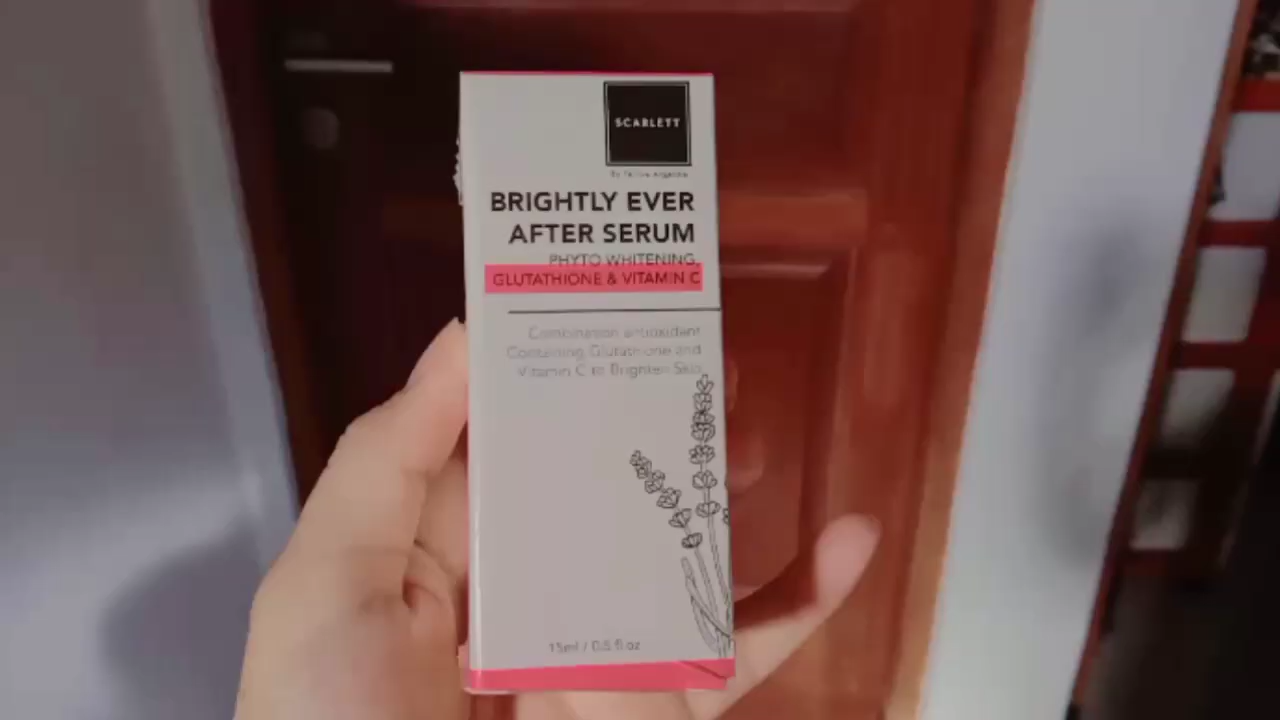 SCARLETT
BRIGHTLY EVER
AFTER SERUM
PHYTO WHITENING,
GLUTATHIONE & VITAMIN C
Combination antioxidant
Containing Glutathione and
Vitamin C to Brighten Skin
15ml / 0.5 fl.oz